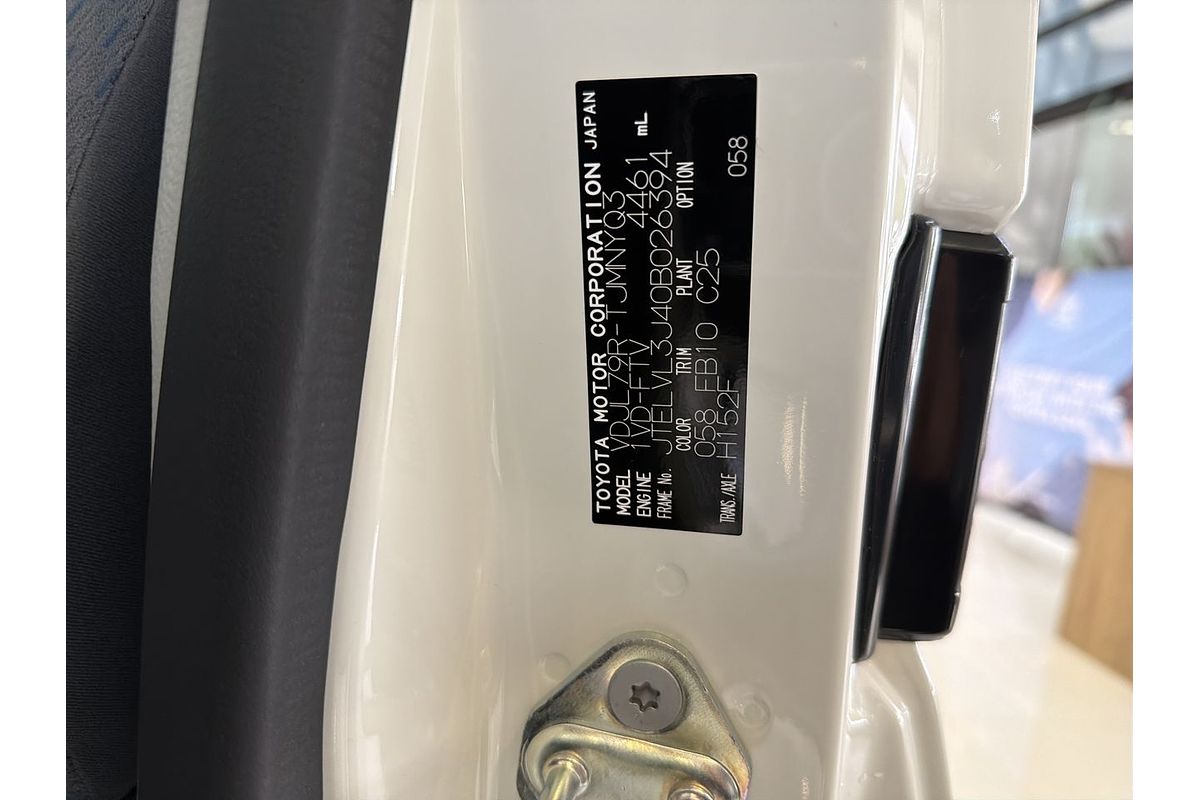 TOYOTA MOTOR CORPORATION JAPAN
MODEL VDJL79R-TJMNYQ3
ENGINE 1VD-FTV 4461 mL
FRAME No. JTELVL3J40B026394
COLOR TRIM PLANT OPTION
058 FB10 C25
TRANS./AXLE H152F 058